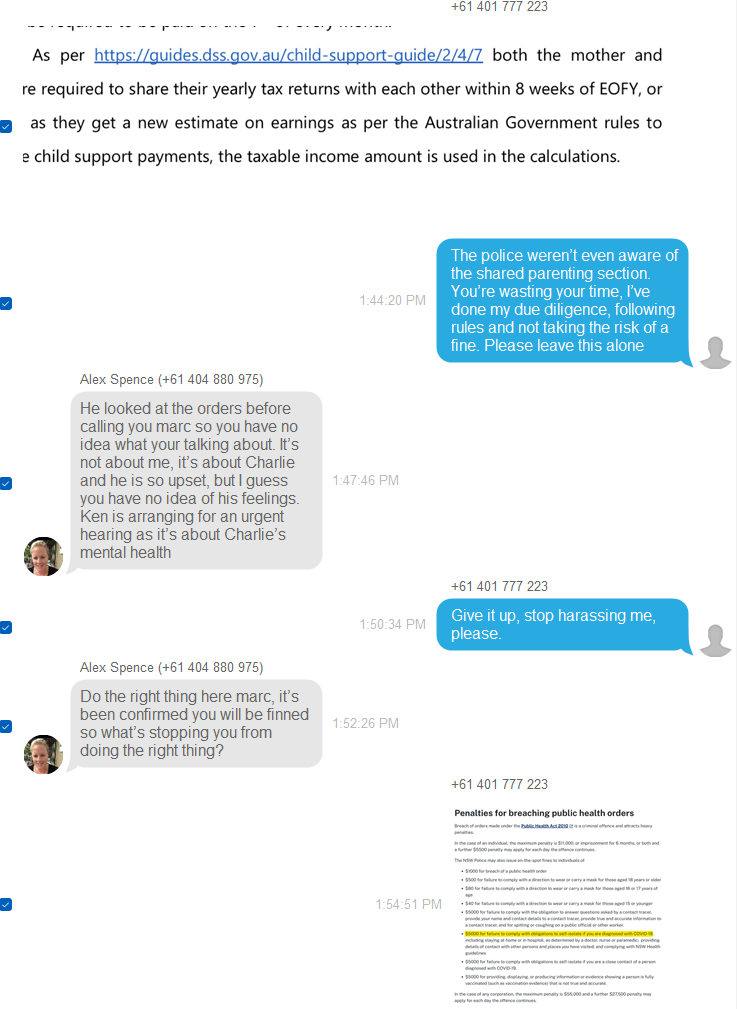 +61 401 777 223
As per https://guides.dss.gov.au/child-support-guide/2/4/7 both the mother and
re required to share their yearly tax returns with each other within 8 weeks of EOFY, or
as they get a new estimate on earnings as per the Australian Government rules to
e child support payments, the taxable income amount is used in the calculations.
The police weren't even aware of
the shared parenting section.
You're wasting your time, I've
done my due diligence, following
rules and not taking the risk of a
fine. Please leave this alone
1:44:20 PM
Alex Spence (+61 404 880 975)
He looked at the orders before
calling you marc so you have no
idea what your talking about. It's
not about me, it's about Charlie
and he is so upset, but I guess
you have no idea of his feelings.
Ken is arranging for an urgent
hearing as it's about Charlie's
mental health
1:47:46 PM
+61 401 777 223
Give it up, stop harassing me,
please.
1:50:34 PM
Alex Spence (+61 404 880 975)
Do the right thing here marc, it's
been confirmed you will be finned
so what's stopping you from
doing the right thing?
1:52:26 PM
+61 401 777 223
1:54:51 PM
Penalties for breaching public health orders
Breach of orders made under the Public Health Act 2010 is a criminal offence and attracts heavy
penalties.
In the case of an individual, the maximum penalty is $11,000, or imprisonment for 6 months, or both and
a further $5500 penalty may apply for each day the offence continues.
The NSW Police may also issue on-the-spot fines to individuals of
• $1000 for breach of a public health order
• $500 for failure to comply with a direction to wear or carry a mask for those aged 18 years or older
• $80 for failure to comply with a direction to wear or carry a mask for those aged 16 or 17 years of
age
• $40 for failure to comply with a direction to wear or carry a mask for those aged 15 or younger
• $5000 for failure to comply with the obligation to answer questions asked by a contact tracer,
provide your name and contact details to a contact tracer, provide true and accurate information to
a contact tracer, and for spitting or coughing on a public official or other worker.
• $5000 for failure to comply with obligations to self-isolate if you are diagnosed with COVID-19
including staying at home or in hospital, as determined by a doctor, nurse or paramedic; providing
details of contact with other persons and places you have visited; and complying with NSW Health
guidelines
• $5000 for failure to comply with obligations to self-isolate if you are a close contact of a person
diagnosed with COVID-19
• $5000 for providing, displaying, or producing information or evidence showing a person is fully
vaccinated (such as vaccination evidence) that is not true and accurate.
In the case of any corporation, the maximum penalty is $55,000 and a further $27,500 penalty may
apply for each day the offence continues.